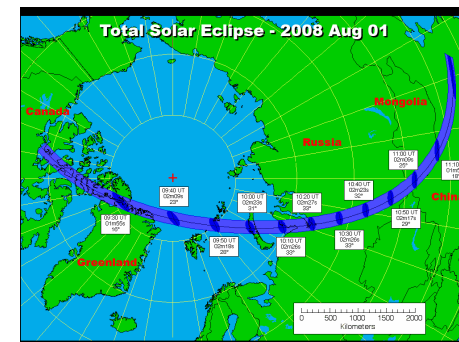 Total Solar Eclipse - 2008 Aug 01
Canada
Mongolia
Russia
China
Greenland
09:30 UT
01m55s
16°
09:40 UT
02m09s
23°
09:50 UT
02m18s
28°
10:00 UT
02m23s
31°
10:10 UT
02m26s
33°
10:20 UT
02m27s
33°
10:30 UT
02m26s
33°
10:40 UT
02m23s
32°
10:50 UT
02m17s
29°
11:00 UT
02m09s
25°
11:10
0 500 1000 1500 2000
Kilometers